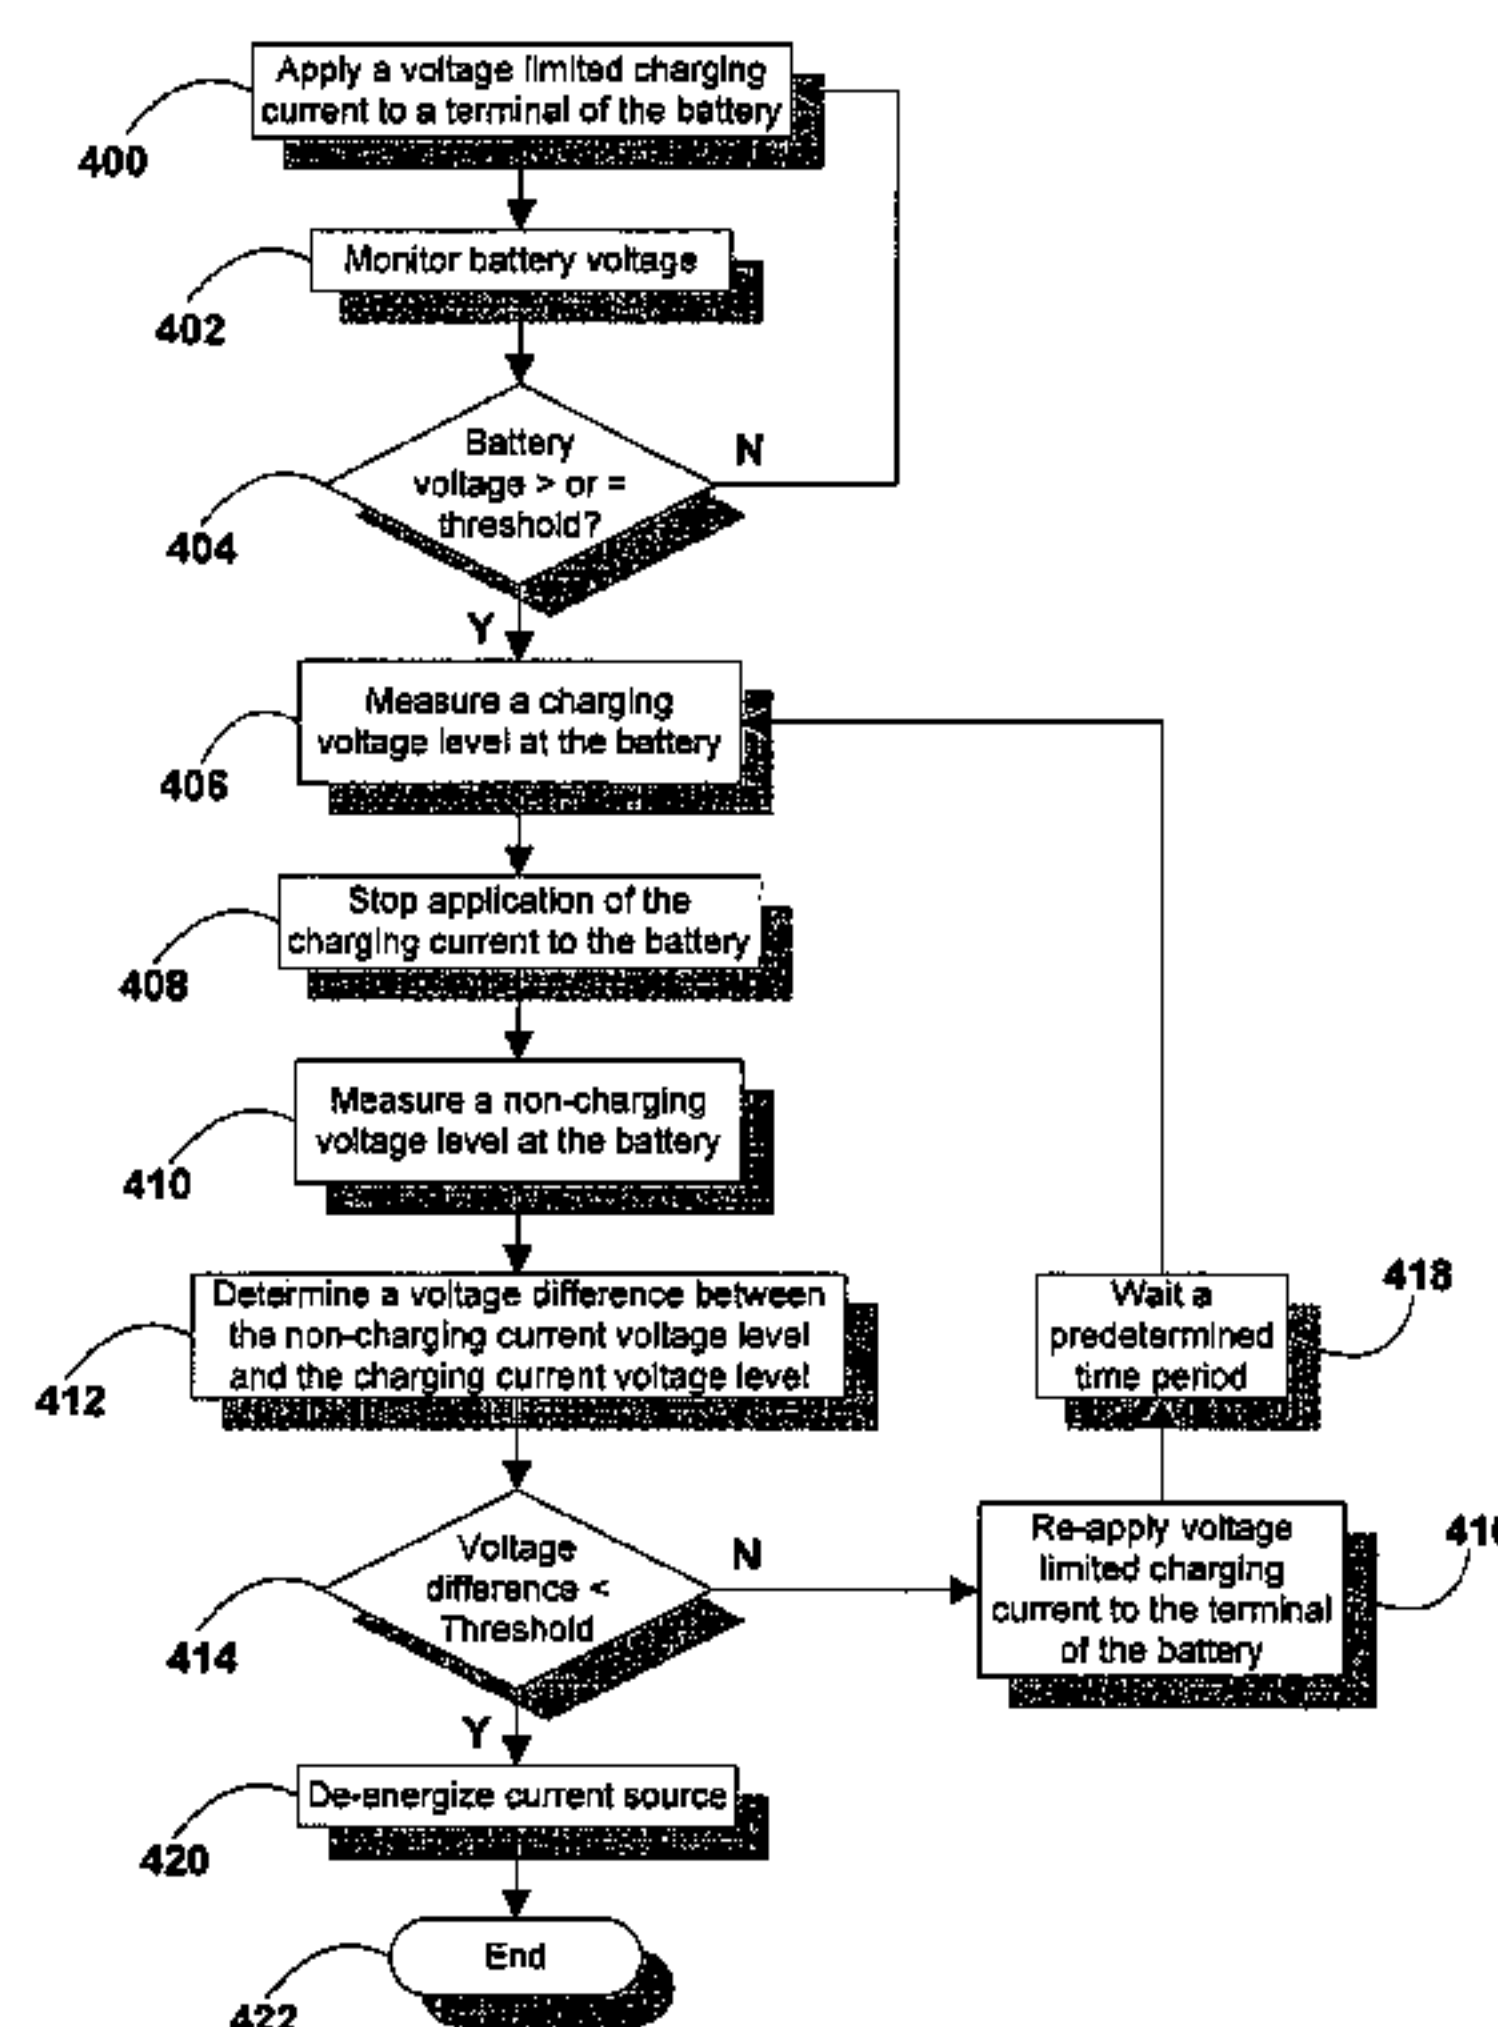 Apply a voltage limited charging
current to a terminal of the battery
400
Monitor battery voltage
402
Battery
voltage > or =
threshold?
N
404
Y
Measure a charging
voltage level at the battery
406
Stop application of the
charging current to the battery
408
Measure a non-charging
voltage level at the battery
410
Determine a voltage difference between
the non-charging current voltage level
and the charging current voltage level
412
Wait a
predetermined
time period
418
Voltage
difference <
Threshold
N
414
Re-apply voltage
limited charging
current to the terminal
of the battery
Y
De-energize current source
420
End
422